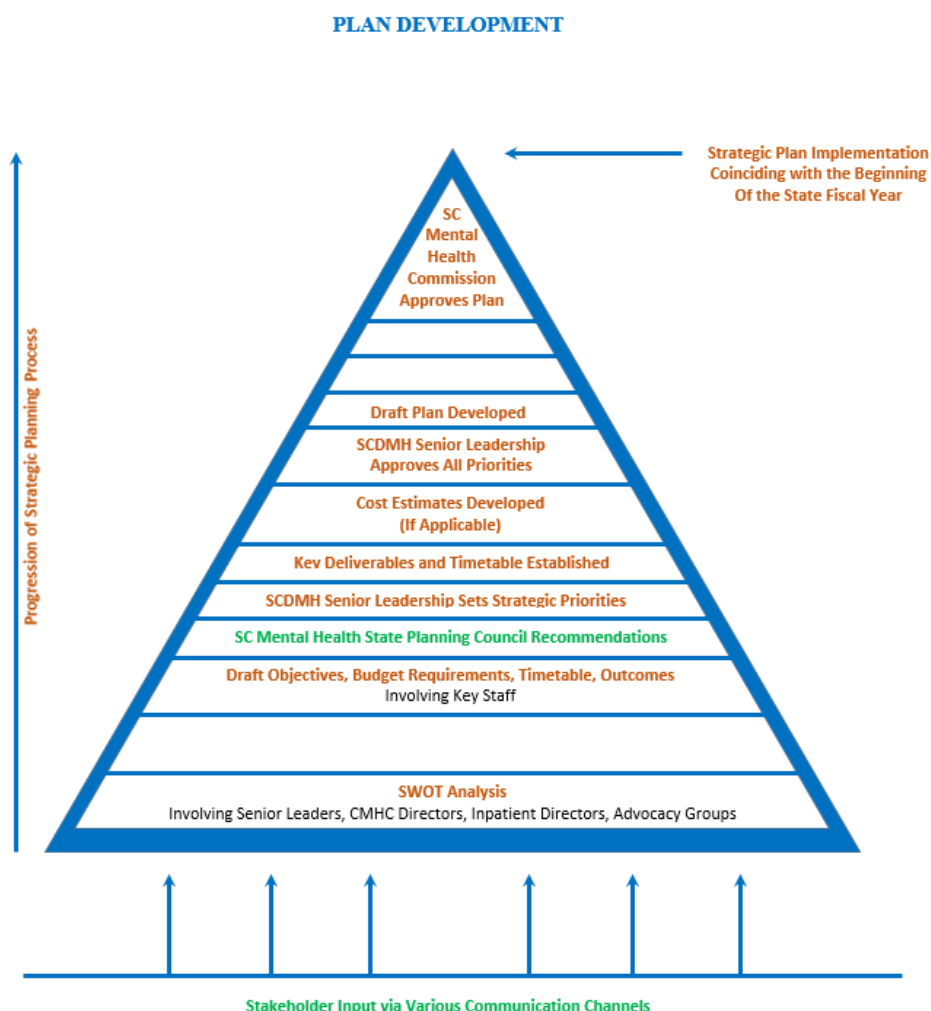 PLAN DEVELOPMENT
Strategic Plan Implementation
Coinciding with the Beginning
Of the State Fiscal Year
Progression of Strategic Planning Process
SC
Mental
Health
Commission
Approves Plan
Draft Plan Developed
SCDMH Senior Leadership
Approves All Priorities
Cost Estimates Developed
(If Applicable)
Key Deliverables and Timetable Established
SCDMH Senior Leadership Sets Strategic Priorities
SC Mental Health State Planning Council Recommendations
Draft Objectives, Budget Requirements, Timetable, Outcomes
Involving Key Staff
SWOT Analysis
Involving Senior Leaders, CMHC Directors, Inpatient Directors, Advocacy Groups
Stakeholder Input via Various Communication Channels